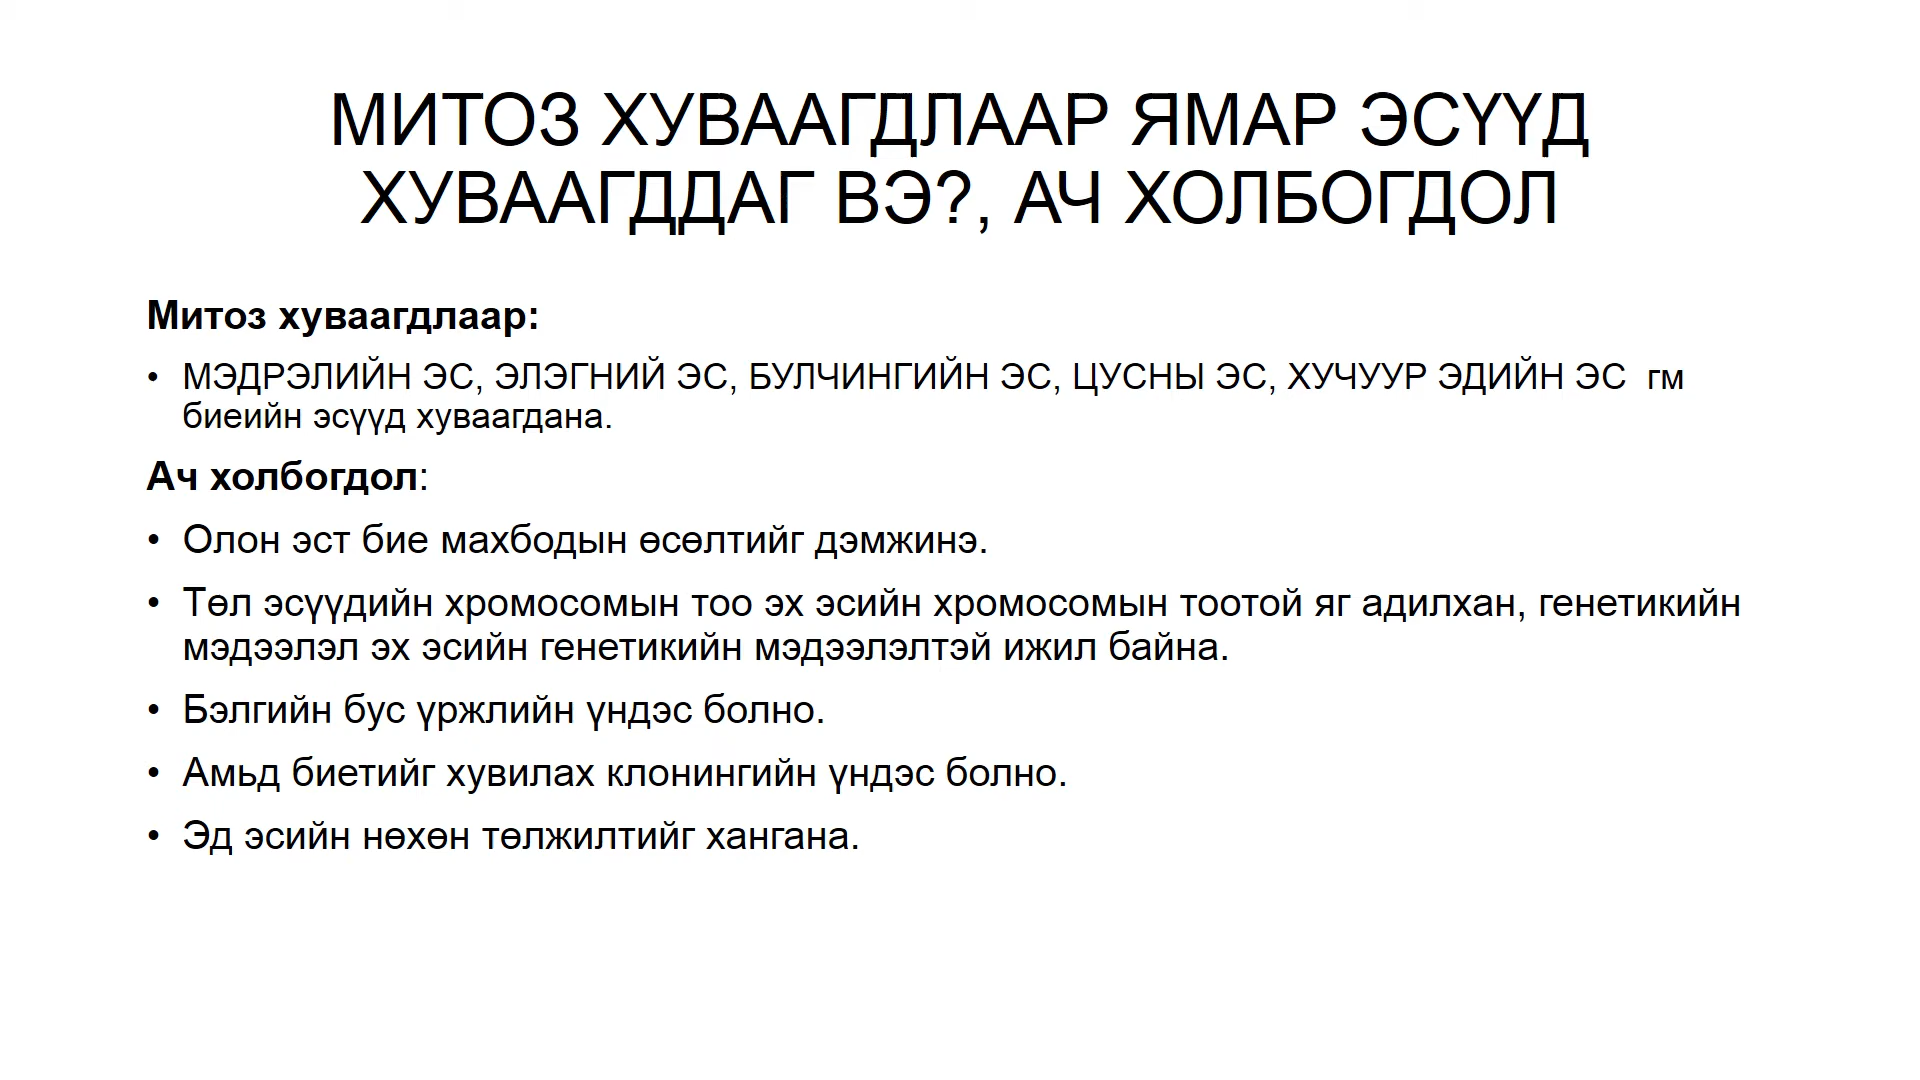 МИТОЗ ХУВААГДЛААР ЯМАР ЭСҮҮД
ХУВААГДДАГ ВЭ?, АЧ ХОЛБОГДОЛ
Митоз хуваагдлаар:
• МЭДРЭЛИЙН ЭС, ЭЛЭГНИЙ ЭС, БУЛЧИНГИЙН ЭС, ЦУСНЫ ЭС, ХУЧУУР ЭДИЙН ЭС гм
биеийн эсүүд хуваагдана.
Ач холбогдол:
• Олон эст бие махбодын өсөлтийг дэмжинэ.
• Төл эсүүдийн хромосомын тоо эх эсийн хромосомын тоотой яг адилхан, генетикийн
мэдээлэл эх эсийн генетикийн мэдээлэлтэй ижил байна.
• Бэлгийн бус үржлийн үндэс болно.
• Амьд биетийг хувилах клонингийн үндэс болно.
• Эд эсийн нөхөн төлжилтийг хангана.